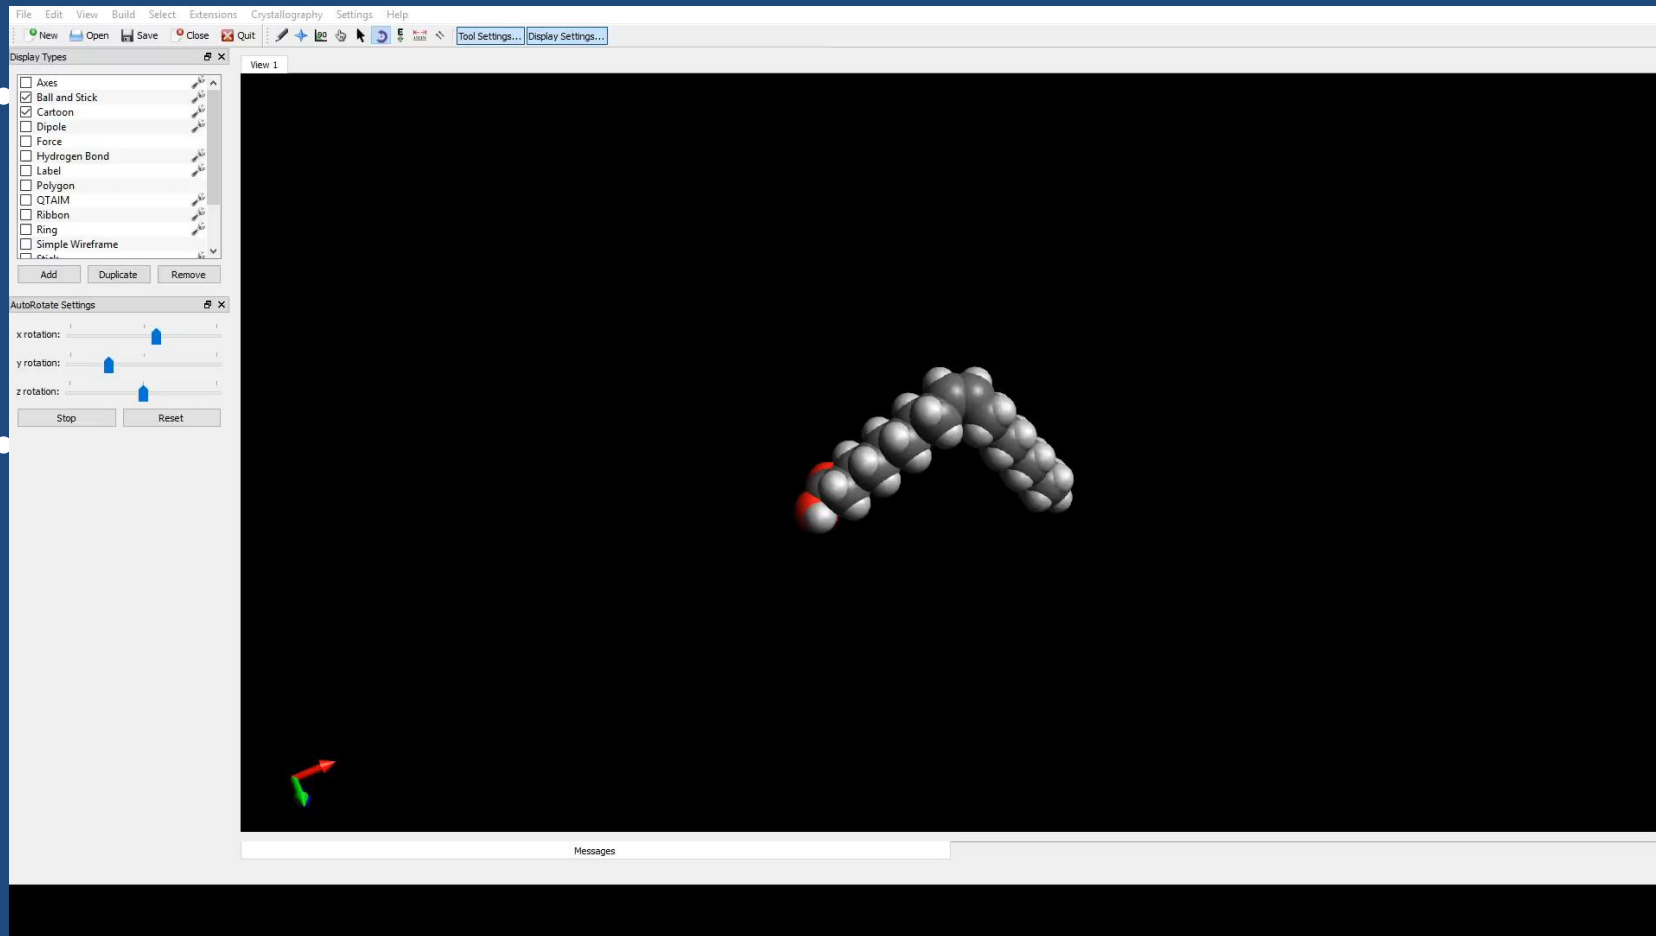 File Edit View Build Select Extensions Crystallography Settings Help
New Open Save Close Quit Tool Settings... Display Settings...
Display Types
View 1
Axes
Ball and Stick
Cartoon
Dipole
Force
Hydrogen Bond
Label
Polygon
QTAIM
Ribbon
Ring
Simple Wireframe
Add Duplicate Remove
AutoRotate Settings
x rotation:
y rotation:
z rotation:
Stop Reset
Messages